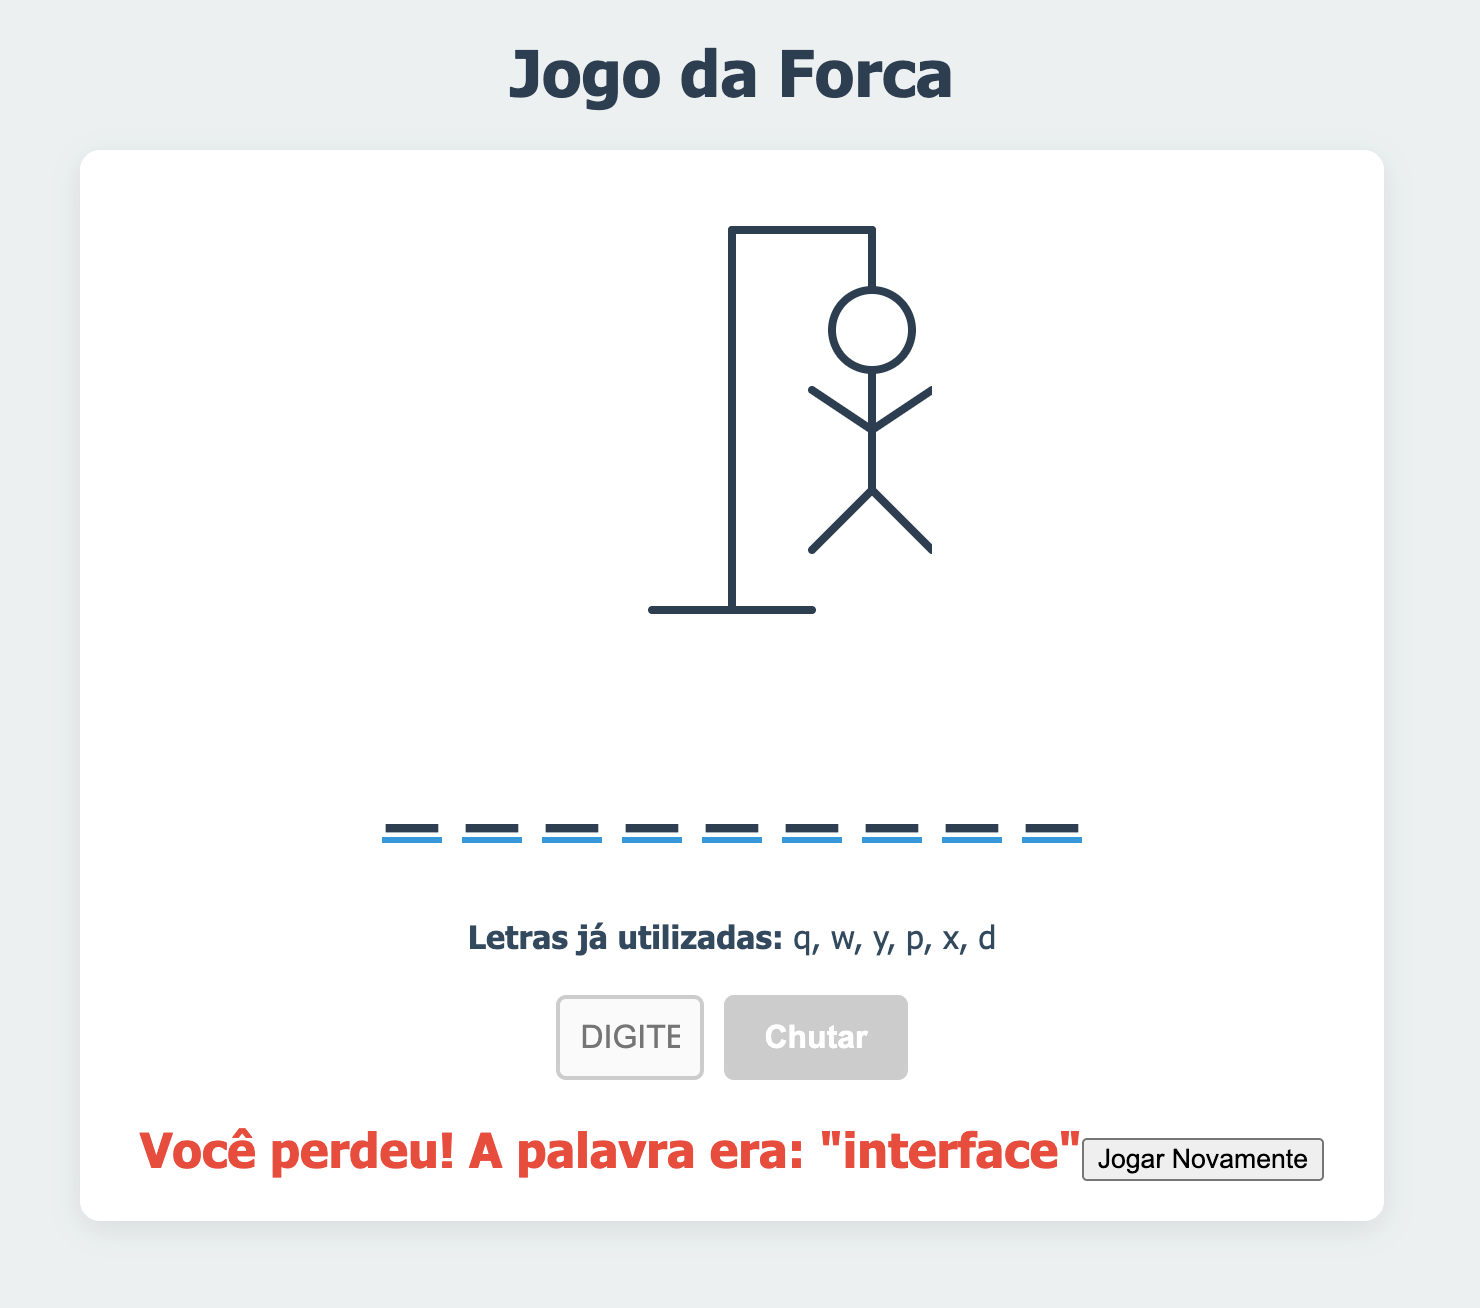 Jogo da Forca
_ _ _ _ _ _ _ _ _
Letras já utilizadas: q, w, y, p, x, d
DIGITE
Chutar
Você perdeu! A palavra era: "interface"
Jogar Novamente